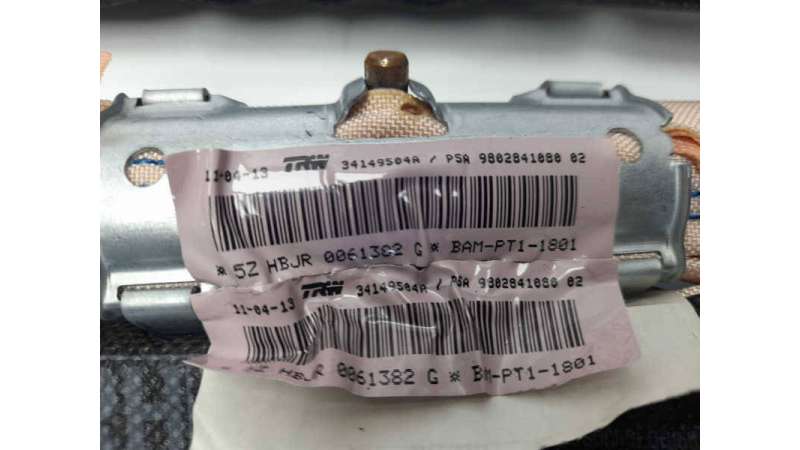 11-04-13 TRW 34149504A / PSA 9802841080 02
* 5Z HBJR 0061382 G * BAM-PT1-1801
11-04-13 TRW 34149504A / PSA 9802841080 02
HBJR 0061382 G * BAM-PT1-1801